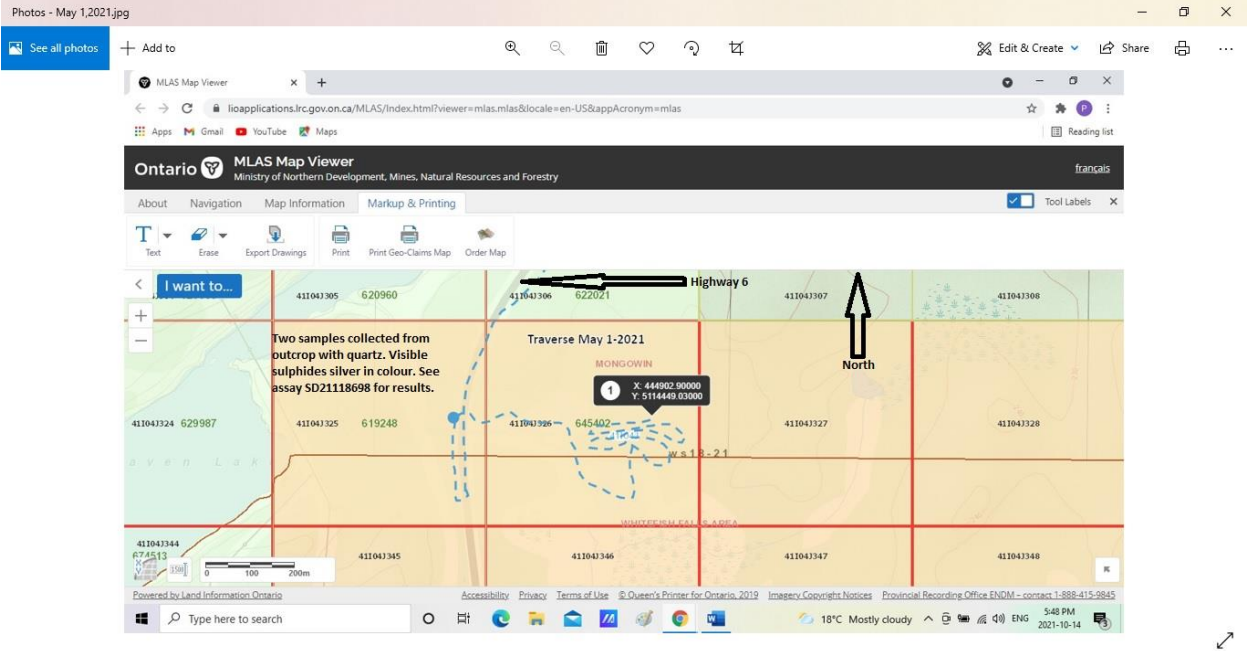 Photos - May 1,2021.jpg
See all photos
Add to
Edit & Create
Share
MLAS Map Viewer
lioapplications.lrc.gov.on.ca/MLAS/Index.html?viewer=mlas.mlas&locale=en-US&appAcronym=mlas
Apps Gmail YouTube Maps
Reading list
Ontario
MLAS Map Viewer
Ministry of Northern Development, Mines, Natural Resources and Forestry
français
About Navigation Map Information Markup & Printing
Tool Labels
Text Erase Export Drawings Print Print Geo-Claims Map Order Map
I want to...
41I04J305 620960
41I04J306 622021
Highway 6
41I04J307
41I04J308
Two samples collected from
outcrop with quartz. Visible
sulphides silver in colour. See
assay SD21118698 for results.
Traverse May 1-2021
MONGOWIN
North
1
X: 444902.90000
Y: 5114449.03000
41I04J324 629987
41I04J325 619248
41I04J326 645402
41I04J327
41I04J328
ws18-21
WHITEFISH FALLS AREA
41I04J344
674513
41I04J345
41I04J346
41I04J347
41I04J348
0 100 200m
Powered by Land Information Ontario
Accessibility Privacy Terms of Use © Queen's Printer for Ontario, 2019 Imagery Copyright Notices Provincial Recording Office ENDM - contact 1-888-415-9845
Type here to search
18°C Mostly cloudy
ENG
5:48 PM
2021-10-14
3